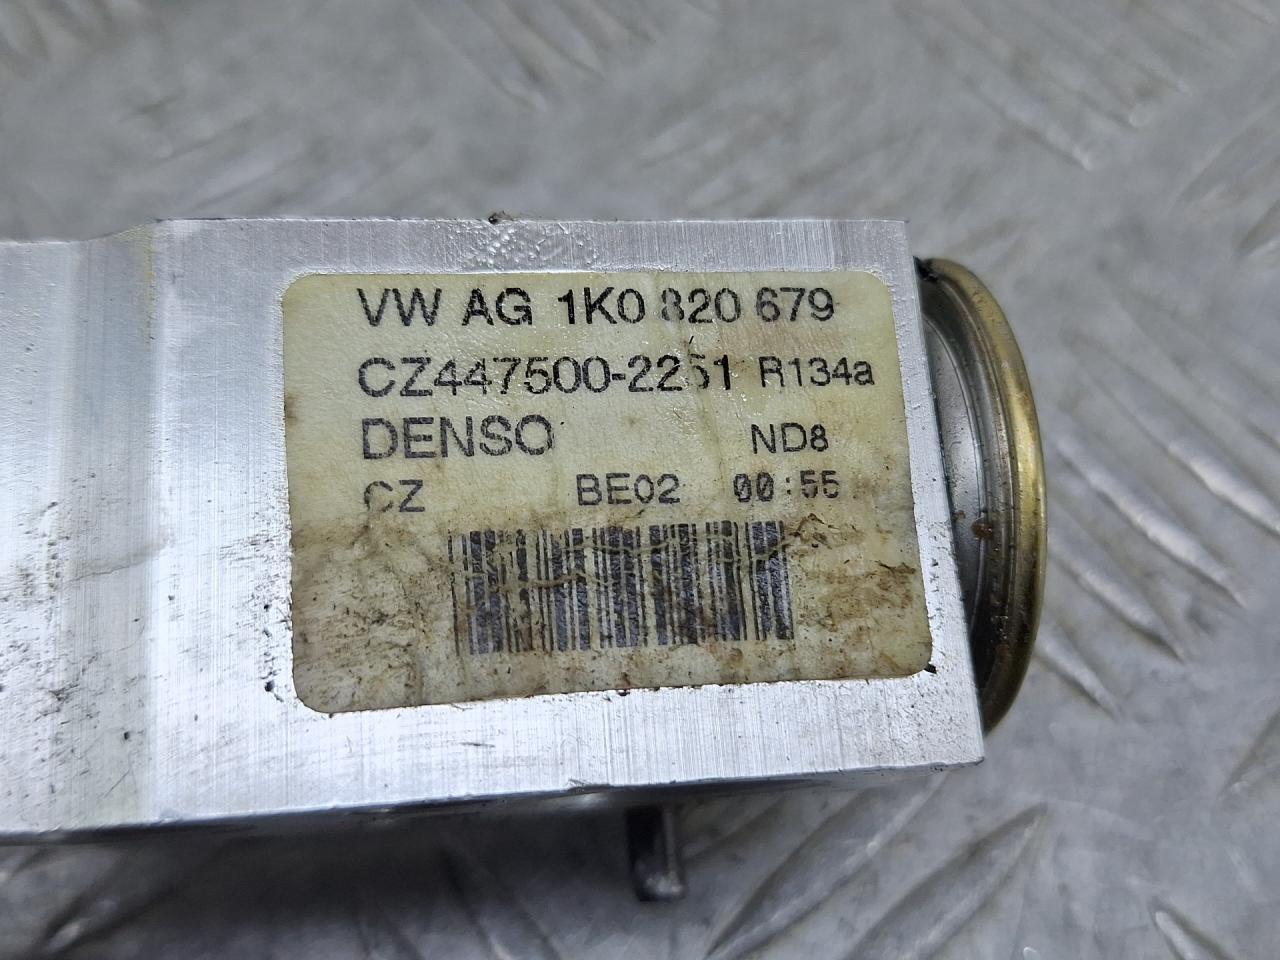 VW AG 1K0 820 679
CZ447500-2251 R134a
DENSO ND8
CZ BE02 00:55